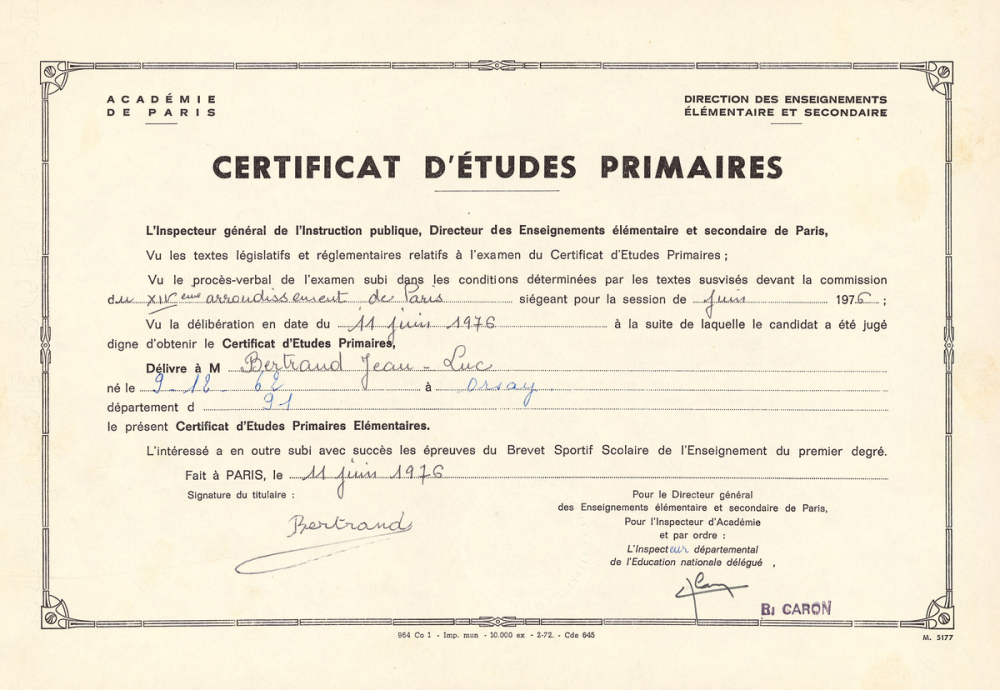 ACADÉMIE
DE PARIS
DIRECTION DES ENSEIGNEMENTS
ÉLÉMENTAIRE ET SECONDAIRE
CERTIFICAT D'ÉTUDES PRIMAIRES
L'Inspecteur général de l'Instruction publique, Directeur des Enseignements élémentaire et secondaire de Paris,
Vu les textes législatifs et réglementaires relatifs à l'examen du Certificat d'Etudes Primaires ;
Vu le procès-verbal de l'examen subi dans les conditions déterminées par les textes susvisés devant la commission
du XIVeme arrondissement de Paris siégeant pour la session de Juin 1976 ;
Vu la délibération en date du 11 juin 1976 à la suite de laquelle le candidat a été jugé
digne d'obtenir le Certificat d'Etudes Primaires,
Délivre à M Bertrand Jean-Luc
né le 9-12-62 à Orsay
département d 91
le présent Certificat d'Etudes Primaires Elémentaires.
L'intéressé a en outre subi avec succès les épreuves du Brevet Sportif Scolaire de l'Enseignement du premier degré.
Fait à PARIS, le 11 juin 1976
Signature du titulaire :
Bertrand
Pour le Directeur général
des Enseignements élémentaire et secondaire de Paris,
Pour l'Inspecteur d'Académie
et par ordre :
L'Inspecteur départemental
de l'Education nationale délégué ,
B. CARON
964 Co 1 - Imp. mun - 10.000 ex - 2-72. - Cde 645
M. 5177